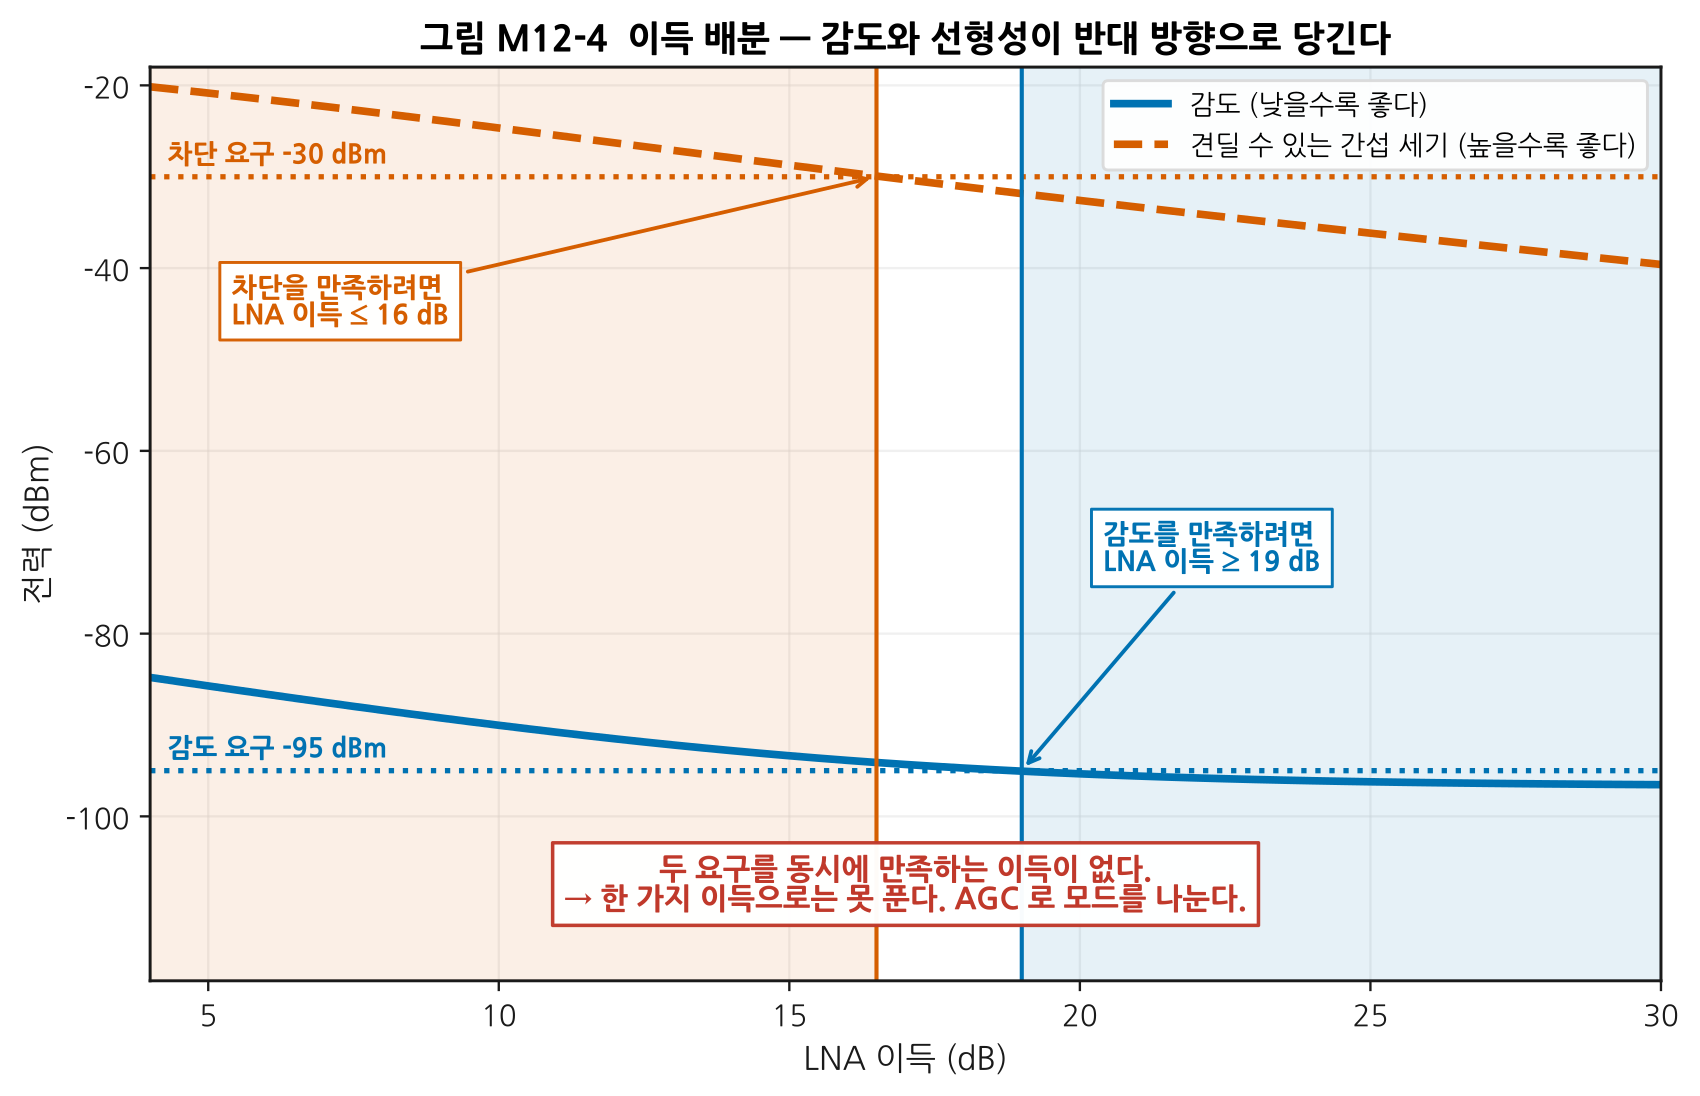 그림 M12-4 이득 배분 — 감도와 선형성이 반대 방향으로 당긴다
감도 (낮을수록 좋다)
견딜 수 있는 간섭 세기 (높을수록 좋다)
차단 요구 -30 dBm
차단을 만족하려면
LNA 이득 ≤ 16 dB
감도를 만족하려면
LNA 이득 ≥ 19 dB
감도 요구 -95 dBm
두 요구를 동시에 만족하는 이득이 없다.
→ 한 가지 이득으로는 못 푼다. AGC 로 모드를 나눈다.
전력 (dBm)
-20
-40
-60
-80
-100
5
10
15
20
25
30
LNA 이득 (dB)